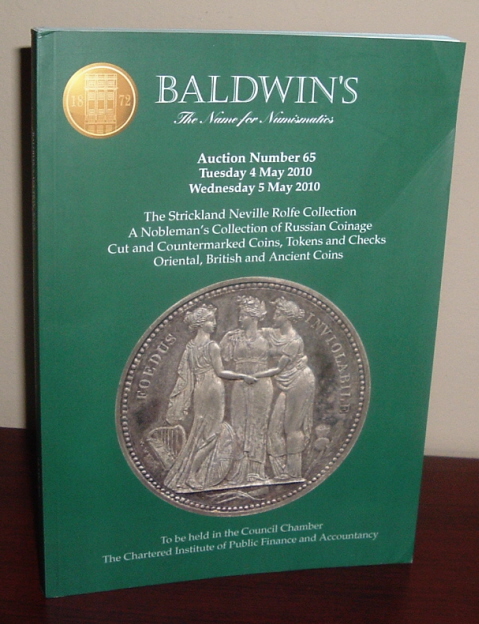 18 72
BALDWIN'S
The Name for Numismatics
Auction Number 65
Tuesday 4 May 2010
Wednesday 5 May 2010
The Strickland Neville Rolfe Collection
A Nobleman's Collection of Russian Coinage
Cut and Countermarked Coins, Tokens and Checks
Oriental, British and Ancient Coins
FOEDUS INVIOLABILE
To be held in the Council Chamber
The Chartered Institute of Public Finance and Accountancy